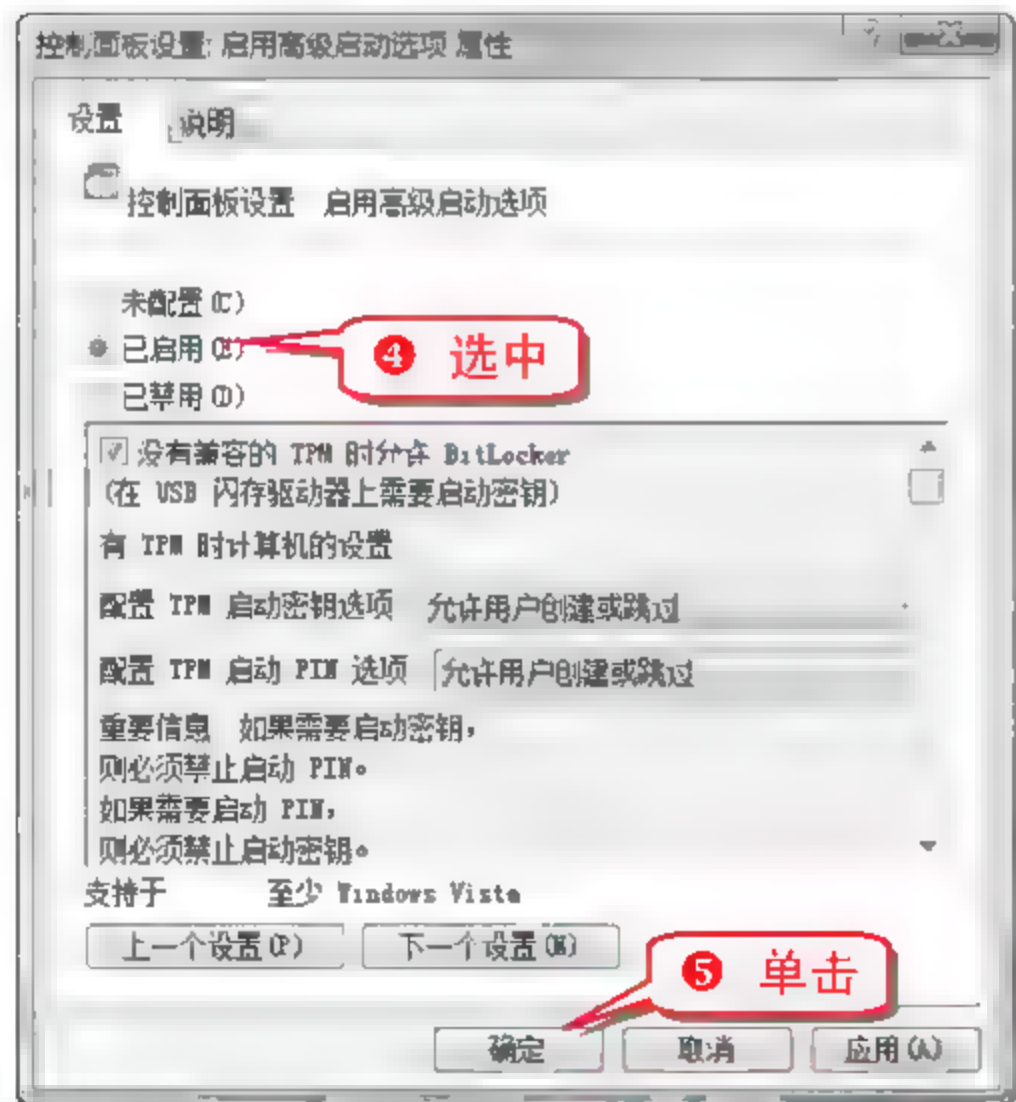 控制面板设置: 启用高级启动选项 属性
设置 说明
控制面板设置 启用高级启动选项
未配置(C)
已启用(E)
❹ 选中
已禁用(D)
没有兼容的 TPM 时允许 BitLocker
(在 USB 闪存驱动器上需要启动密钥)
有 TPM 时计算机的设置
配置 TPM 启动密钥选项 允许用户创建或跳过
配置 TPM 启动 PIN 选项 允许用户创建或跳过
重要信息 如果需要启动密钥,
则必须禁止启动 PIN。
如果需要启动 PIN,
则必须禁止启动密钥。
支持于 至少 Windows Vista
上一个设置(P) 下一个设置(N)
❺ 单击
确定 取消 应用(A)